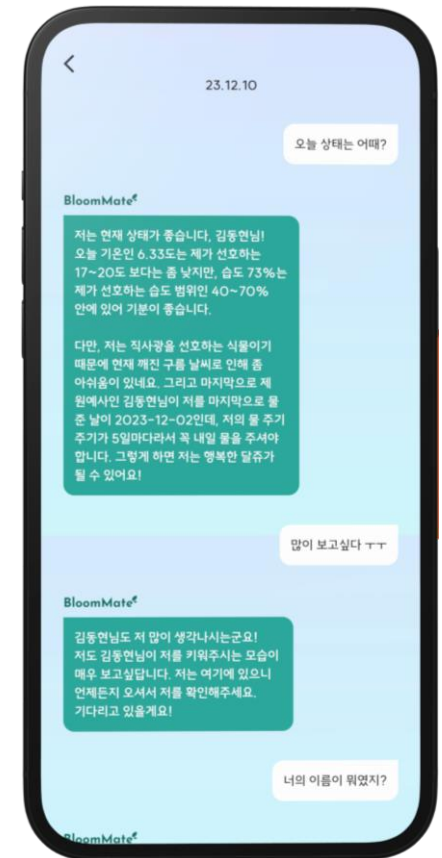 23.12.10
오늘 상태는 어때?
BloomMate
저는 현재 상태가 좋습니다, 김동현님!
오늘 기온인 6.33도는 제가 선호하는
17~20도 보다는 좀 낮지만, 습도 73%는
제가 선호하는 습도 범위인 40~70%
안에 있어 기분이 좋습니다.
다만, 저는 직사광을 선호하는 식물이기
때문에 현재 깨진 구름 날씨로 인해 좀
아쉬움이 있네요. 그리고 마지막으로 제
원예사인 김동현님이 저를 마지막으로 물
준 날이 2023-12-02인데, 저의 물 주기
주기가 5일마다라서 꼭 내일 물을 주셔야
합니다. 그렇게 하면 저는 행복한 달쥬가
될 수 있어요!
많이 보고싶다 ㅜㅜ
BloomMate
김동현님도 저 많이 생각나시는군요!
저도 김동현님이 저를 키워주시는 모습이
매우 보고싶답니다. 저는 여기에 있으니
언제든지 오셔서 저를 확인해주세요.
기다리고 있을게요!
너의 이름이 뭐였지?
BloomMate